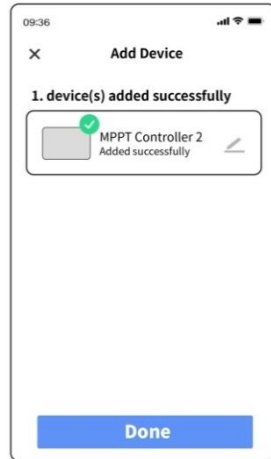 09:36
Add Device
1. device(s) added successfully
MPPT Controller 2
Added successfully
Done